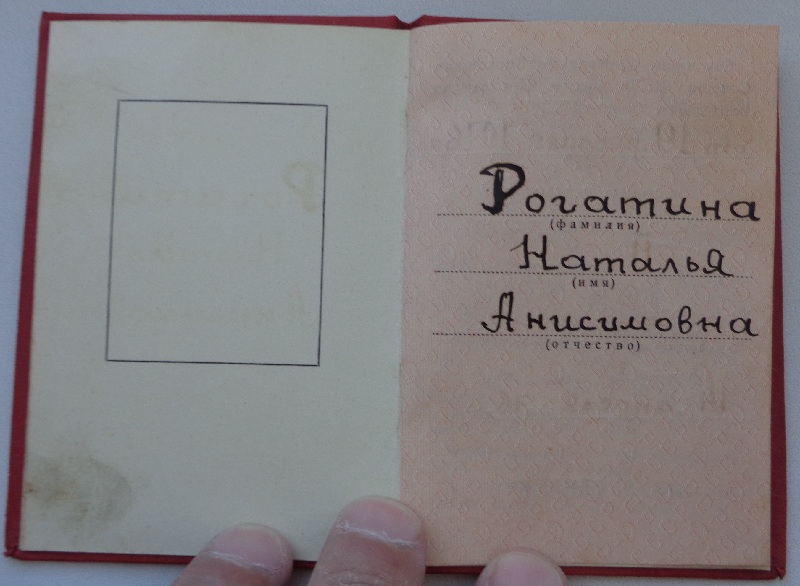 Рогатина
(фамилия)
Наталья
(имя)
Анисимовна
(отчество)